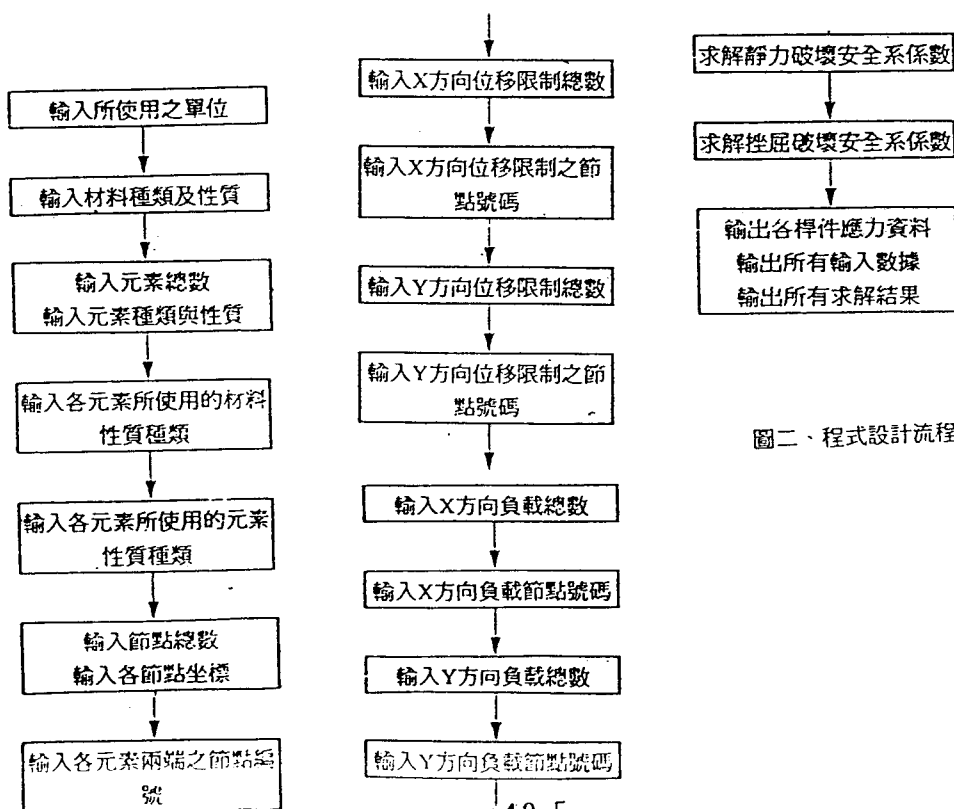 輸入所使用之單位
輸入材料種類及性質
輸入元素總數
輸入元素種類與性質
輸入各元素所使用的材料
性質種類
輸入各元素所使用的元素
性質種類
輸入節點總數
輸入各節點坐標
輸入各元素兩端之節點編
號
輸入X方向位移限制總數
輸入X方向位移限制之節
點號碼
輸入Y方向位移限制總數
輸入Y方向位移限制之節
點號碼
輸入X方向負載總數
輸入X方向負載節點號碼
輸入Y方向負載總數
輸入Y方向負載節點號碼
求解靜力破壞安全系係數
求解挫屈破壞安全系係數
輸出各桿件應力資料
輸出所有輸入數據
輸出所有求解結果
圖二、程式設計流程